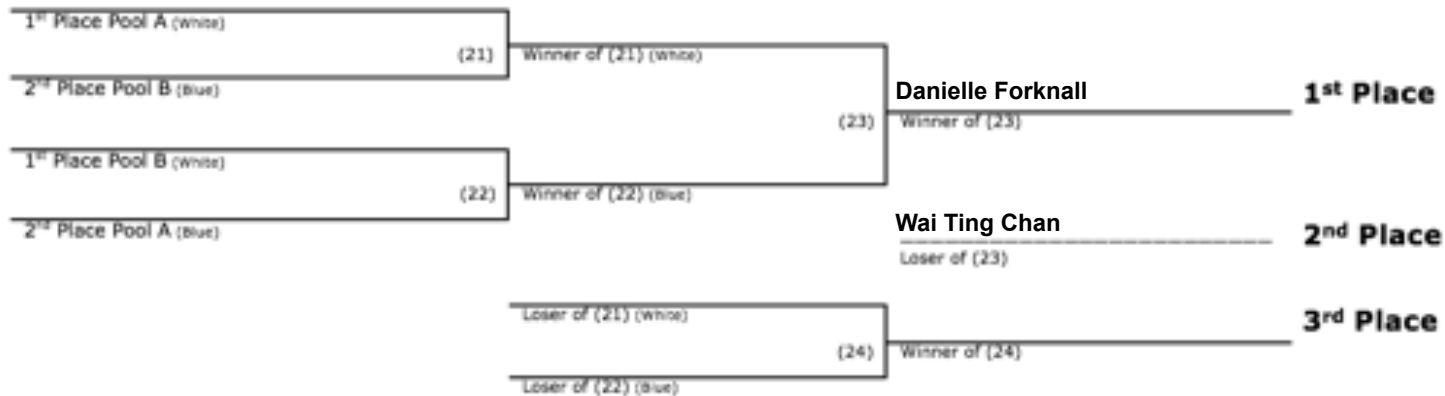 1st Place Pool A (White)
(21)
Winner of (21) (White)
2nd Place Pool B (Blue)
Danielle Forknall
1st Place
(23)
Winner of (23)
1st Place Pool B (White)
(22)
Winner of (22) (Blue)
2nd Place Pool A (Blue)
Wai Ting Chan
2nd Place
Loser of (23)
Loser of (21) (White)
3rd Place
(24)
Winner of (24)
Loser of (22) (Blue)